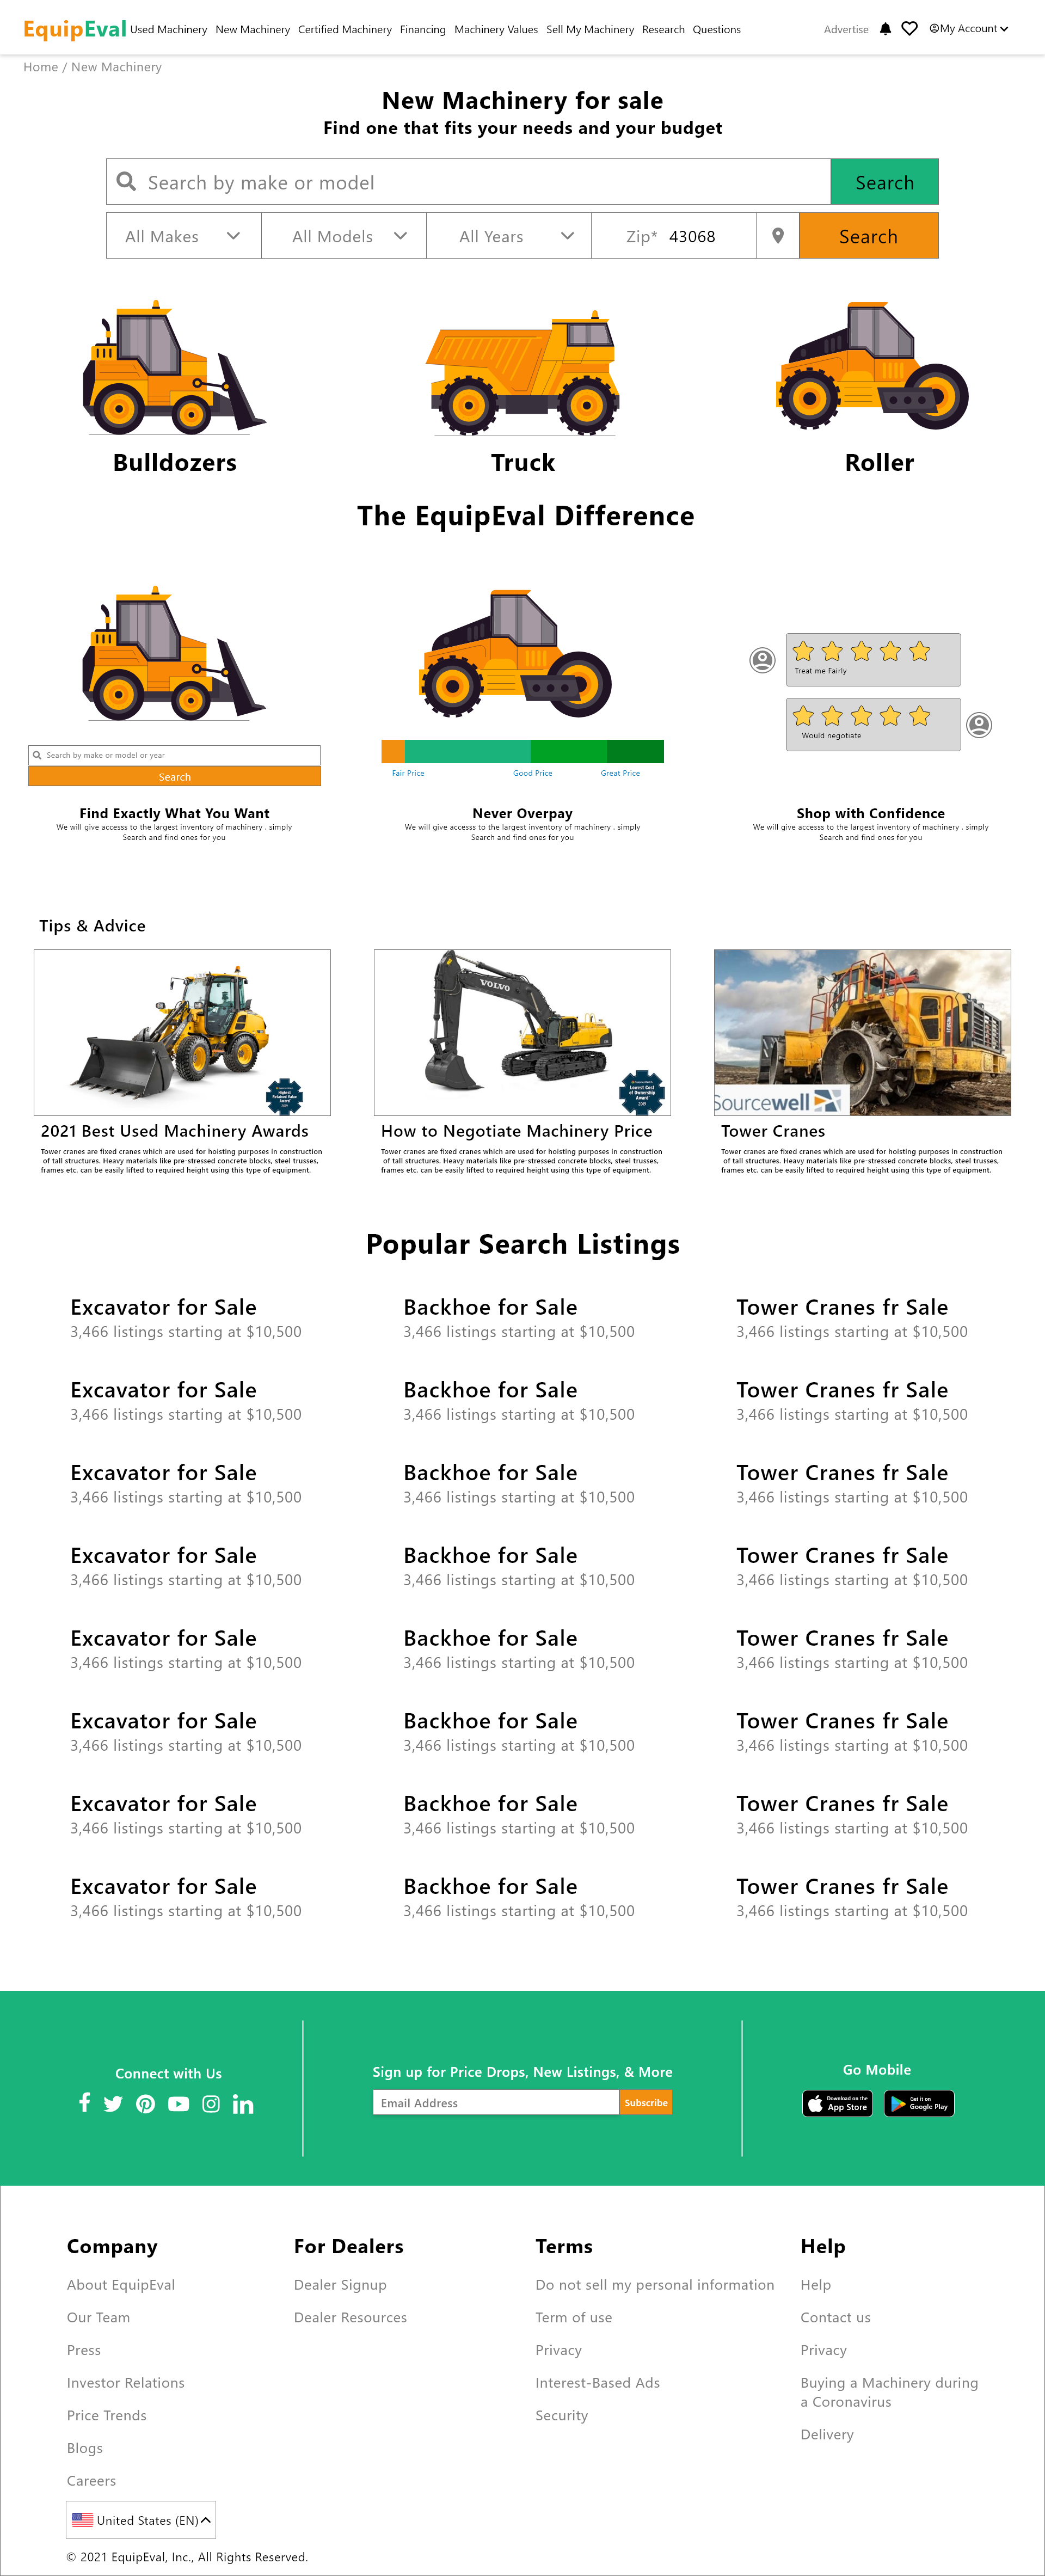 EquipEval Used Machinery New Machinery Certified Machinery Financing Machinery Values Sell My Machinery Research Questions Advertise My Account
Home / New Machinery
New Machinery for sale
Find one that fits your needs and your budget
Search by make or model Search
All Makes All Models All Years Zip* 43068 Search
Bulldozers Truck Roller
The EquipEval Difference
Treat me Fairly
Would negotiate
Search by make or model or year
Search
Fair Price Good Price Great Price
Find Exactly What You Want
We will give accesss to the largest inventory of machinery . simply
Search and find ones for you
Never Overpay
We will give accesss to the largest inventory of machinery . simply
Search and find ones for you
Shop with Confidence
We will give accesss to the largest inventory of machinery . simply
Search and find ones for you
Tips & Advice
Highest
Retained Value
Award
2019
VOLVO
Lowest Cost
of Ownership
Award
2019
Sourcewell
2021 Best Used Machinery Awards
Tower cranes are fixed cranes which are used for hoisting purposes in construction
of tall structures. Heavy materials like pre-stressed concrete blocks, steel trusses,
frames etc. can be easily lifted to required height using this type of equipment.
How to Negotiate Machinery Price
Tower cranes are fixed cranes which are used for hoisting purposes in construction
of tall structures. Heavy materials like pre-stressed concrete blocks, steel trusses,
frames etc. can be easily lifted to required height using this type of equipment.
Tower Cranes
Tower cranes are fixed cranes which are used for hoisting purposes in construction
of tall structures. Heavy materials like pre-stressed concrete blocks, steel trusses,
frames etc. can be easily lifted to required height using this type of equipment.
Popular Search Listings
Excavator for Sale Backhoe for Sale Tower Cranes fr Sale
3,466 listings starting at $10,500 3,466 listings starting at $10,500 3,466 listings starting at $10,500
Excavator for Sale Backhoe for Sale Tower Cranes fr Sale
3,466 listings starting at $10,500 3,466 listings starting at $10,500 3,466 listings starting at $10,500
Excavator for Sale Backhoe for Sale Tower Cranes fr Sale
3,466 listings starting at $10,500 3,466 listings starting at $10,500 3,466 listings starting at $10,500
Excavator for Sale Backhoe for Sale Tower Cranes fr Sale
3,466 listings starting at $10,500 3,466 listings starting at $10,500 3,466 listings starting at $10,500
Excavator for Sale Backhoe for Sale Tower Cranes fr Sale
3,466 listings starting at $10,500 3,466 listings starting at $10,500 3,466 listings starting at $10,500
Excavator for Sale Backhoe for Sale Tower Cranes fr Sale
3,466 listings starting at $10,500 3,466 listings starting at $10,500 3,466 listings starting at $10,500
Excavator for Sale Backhoe for Sale Tower Cranes fr Sale
3,466 listings starting at $10,500 3,466 listings starting at $10,500 3,466 listings starting at $10,500
Excavator for Sale Backhoe for Sale Tower Cranes fr Sale
3,466 listings starting at $10,500 3,466 listings starting at $10,500 3,466 listings starting at $10,500
Connect with Us
Sign up for Price Drops, New Listings, & More
Email Address Subscribe
Go Mobile
Download on the
App Store
Get it on
Google Play
Company
About EquipEval
Our Team
Press
Investor Relations
Price Trends
Blogs
Careers
For Dealers
Dealer Signup
Dealer Resources
Terms
Do not sell my personal information
Term of use
Privacy
Interest-Based Ads
Security
Help
Help
Contact us
Privacy
Buying a Machinery during
a Coronavirus
Delivery
United States (EN)
© 2021 EquipEval, Inc., All Rights Reserved.